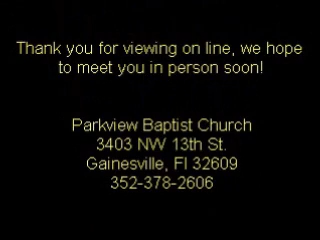 Thank you for viewing on line, we hope
to meet you in person soon!
Parkview Baptist Church
3403 NW 13th St.
Gainesville, Fl 32609
352-378-2606